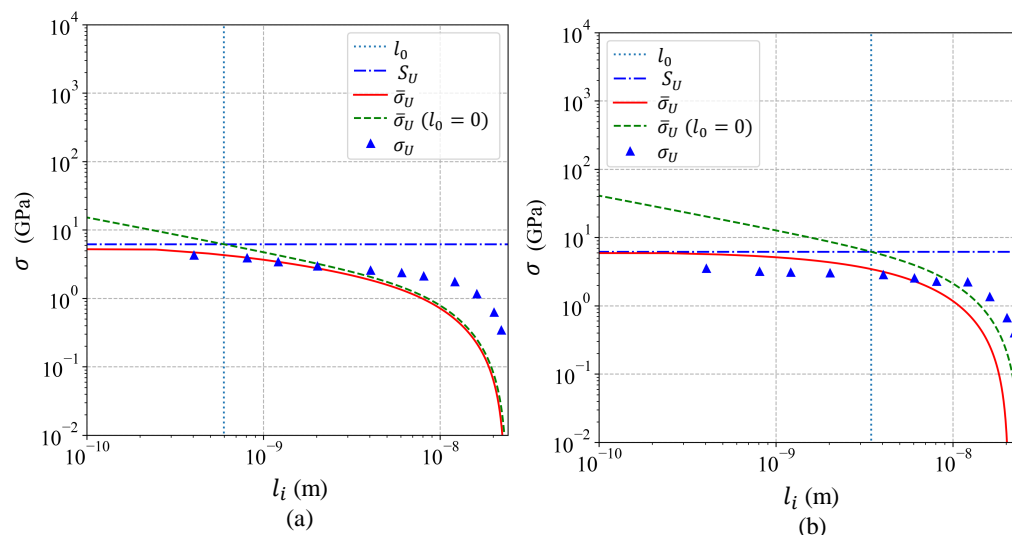 10^4
10^3
10^2
10^1
10^0
10^{-1}
10^{-2}
σ (GPa)
l_0
S_U
σ̄_U
σ̄_U (l_0 = 0)
σ_U
10^{-10}
10^{-9}
10^{-8}
l_i (m)
(a)
10^4
10^3
10^2
10^1
10^0
10^{-1}
10^{-2}
σ (GPa)
l_0
S_U
σ̄_U
σ̄_U (l_0 = 0)
σ_U
10^{-10}
10^{-9}
10^{-8}
l_i (m)
(b)